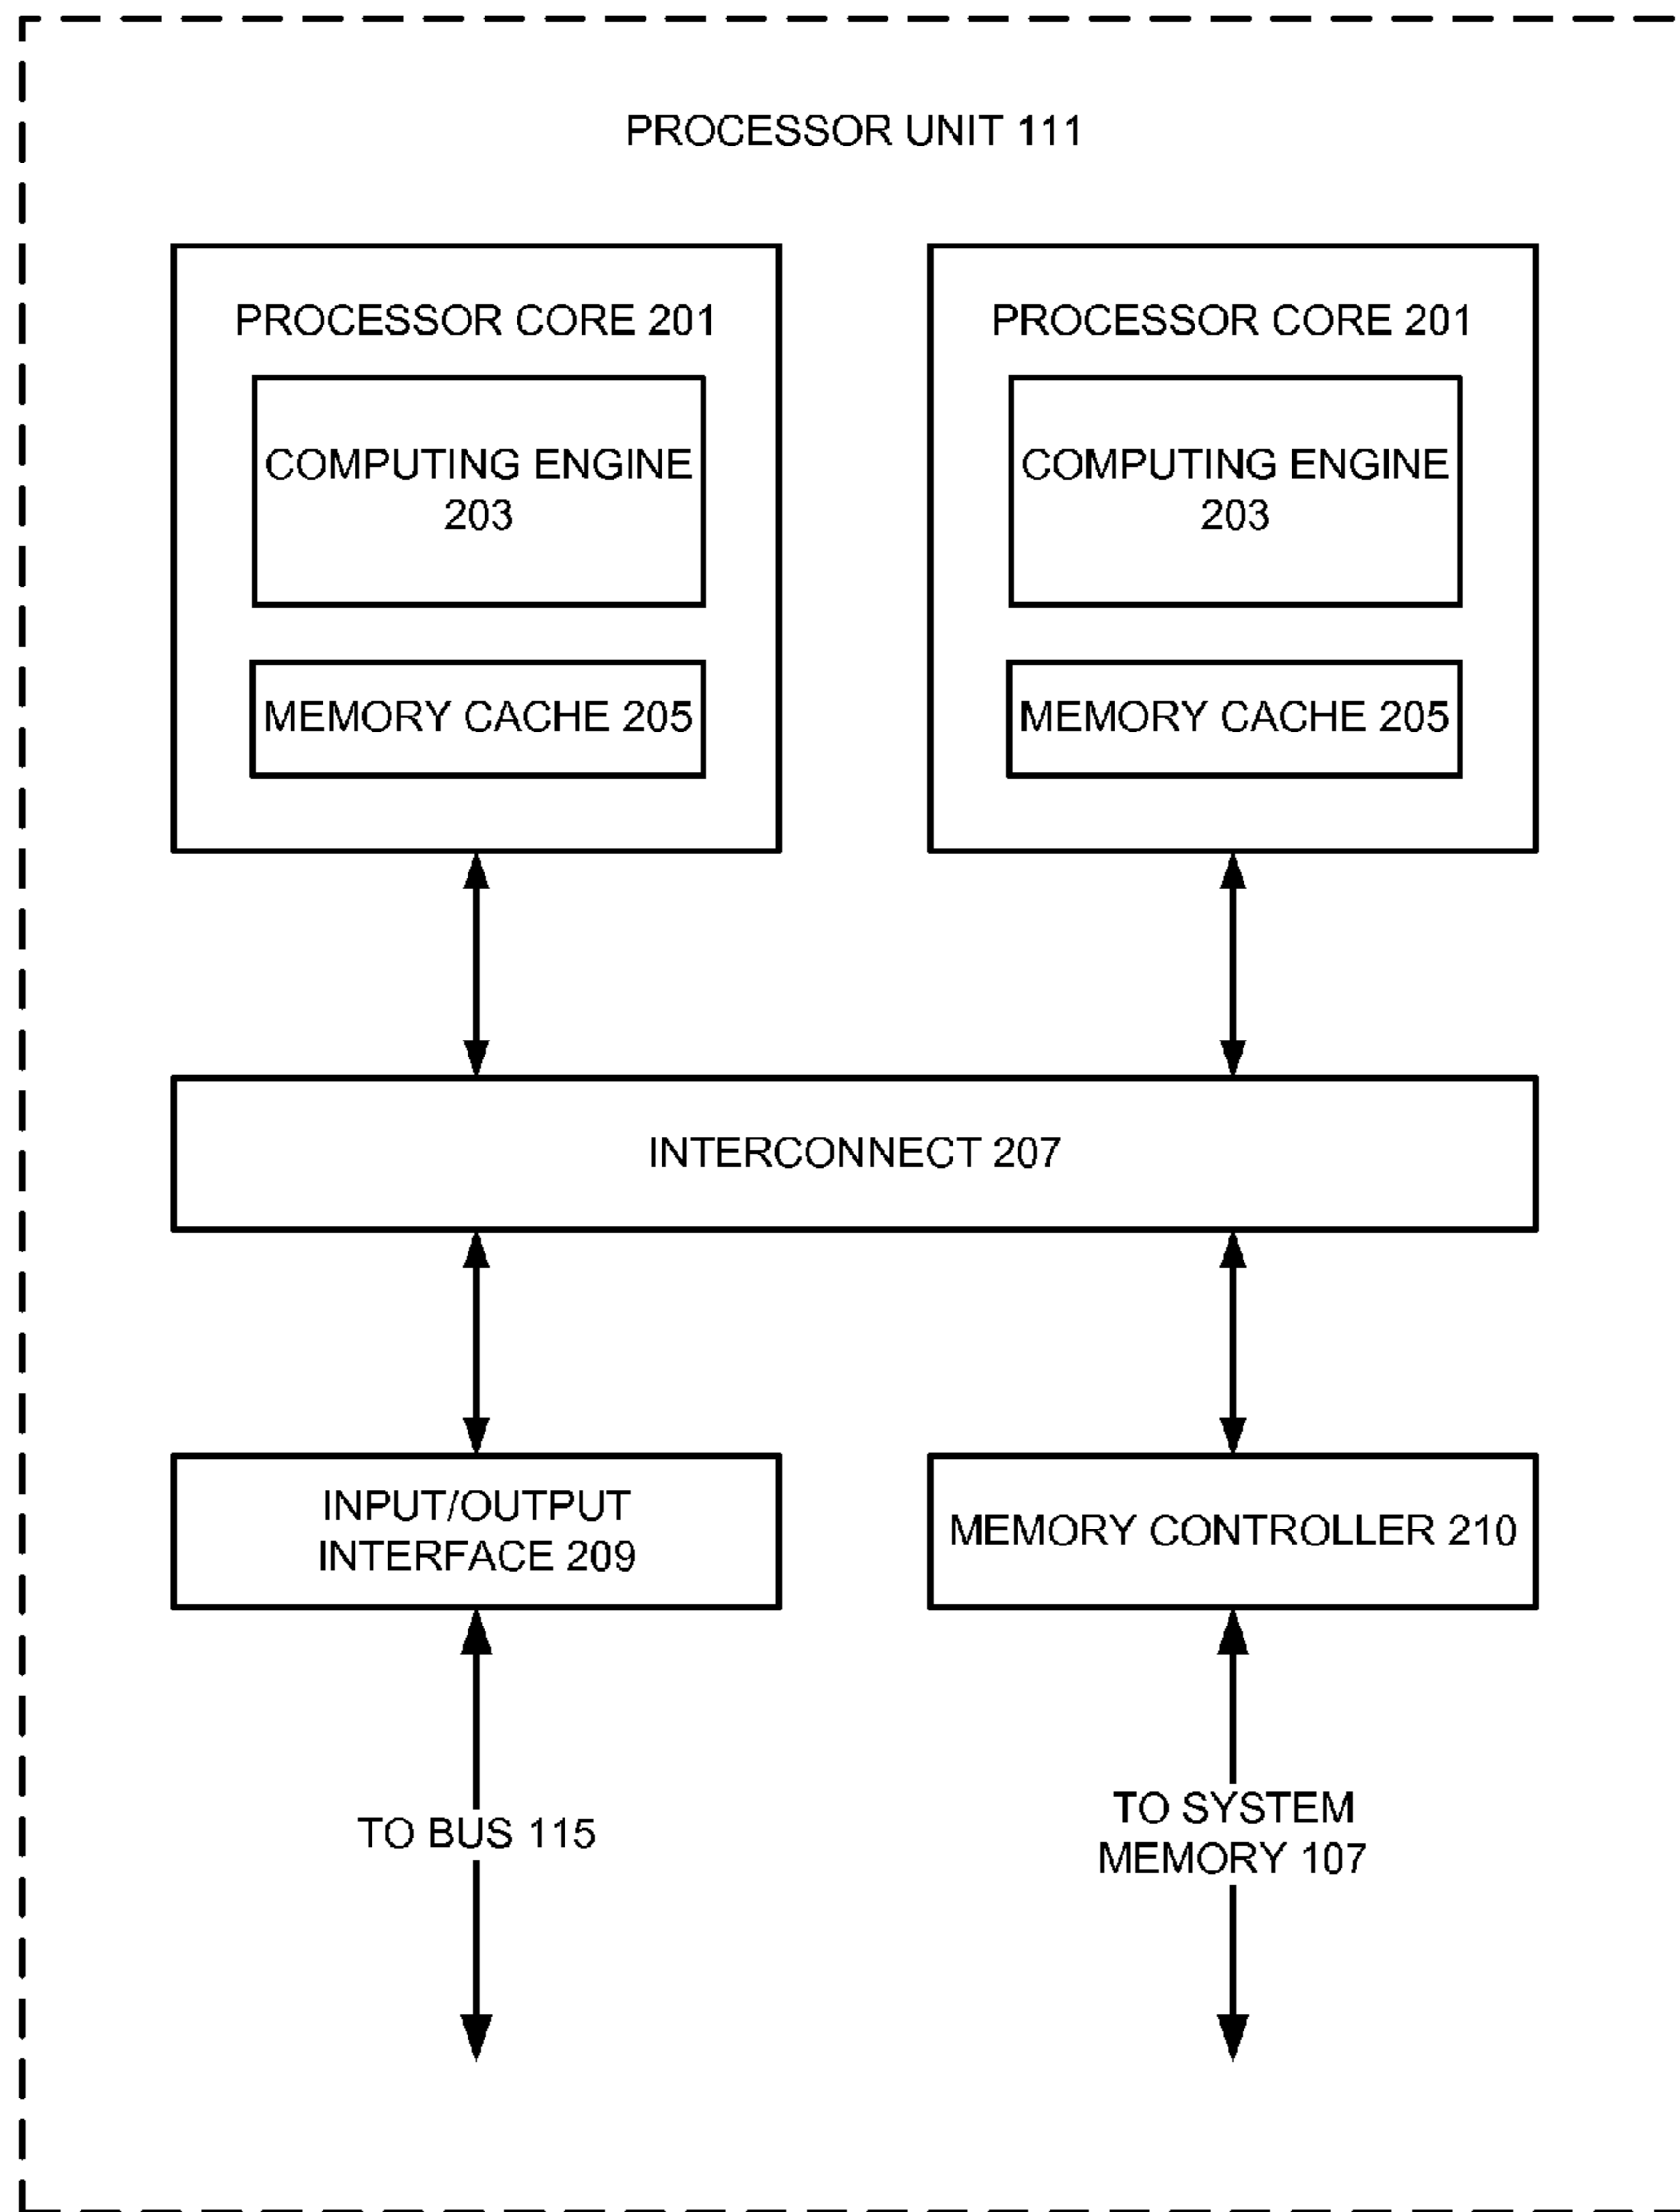 PROCESSOR UNIT 111
PROCESSOR CORE 201
COMPUTING ENGINE
203
MEMORY CACHE 205
PROCESSOR CORE 201
COMPUTING ENGINE
203
MEMORY CACHE 205
INTERCONNECT 207
INPUT/OUTPUT
INTERFACE 209
MEMORY CONTROLLER 210
TO BUS 115
TO SYSTEM
MEMORY 107